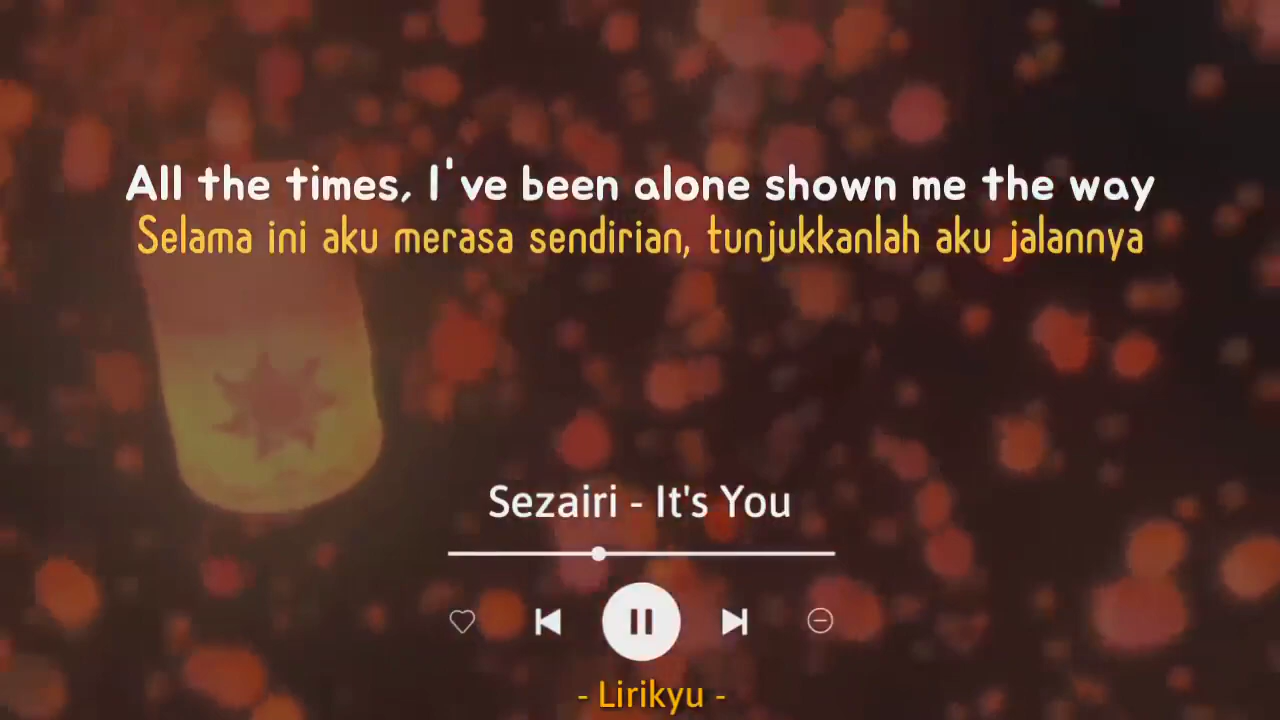 All the times, I've been alone shown me the way
Selama ini aku merasa sendirian, tunjukkanlah aku jalannya
Sezairi - It's You
- Lirikyu -